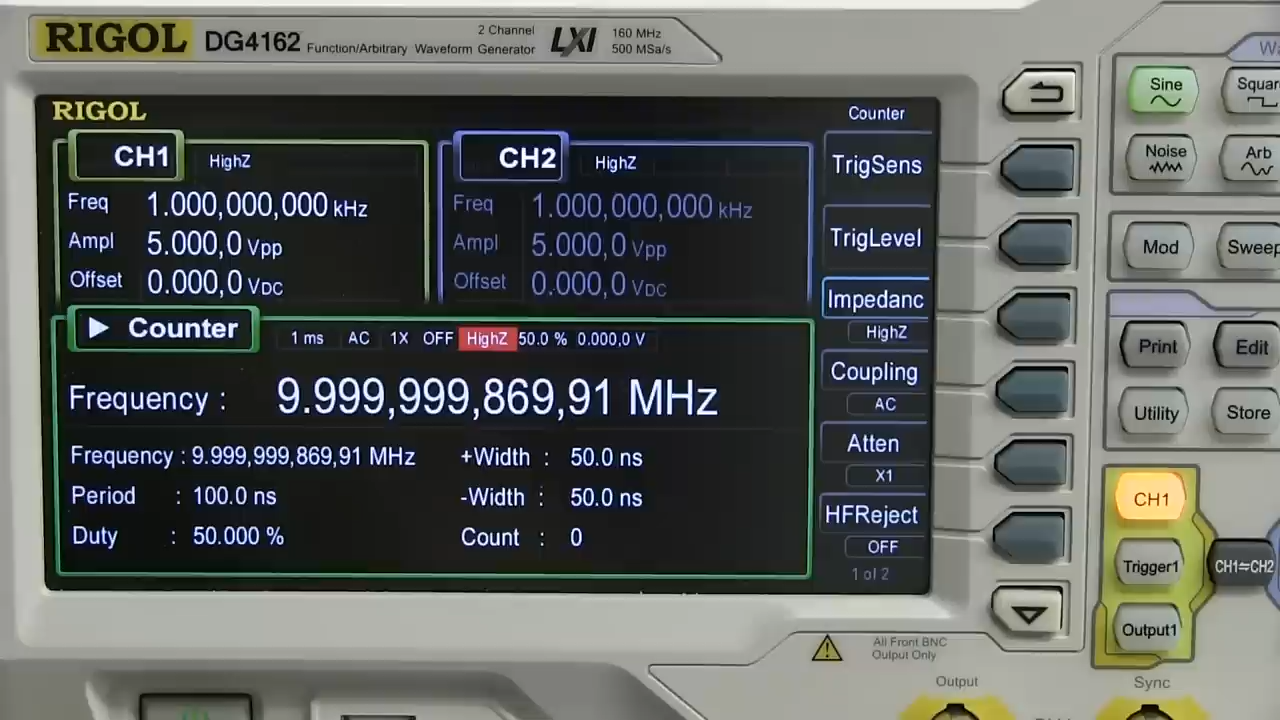 RIGOL DG4162 Function/Arbitrary Waveform Generator
2 Channel
LXI
160 MHz
500 MSa/s
RIGOL
CH1 HighZ
Freq 1.000,000,000 kHz
Ampl 5.000,0 Vpp
Offset 0.000,0 VDC
CH2 HighZ
Freq 1.000,000,000 kHz
Ampl 5.000,0 Vpp
Offset 0.000,0 VDC
Counter
1 ms AC 1X OFF HighZ 50.0 % 0.000,0 V
Frequency : 9.999,999,869,91 MHz
Frequency : 9.999,999,869,91 MHz
Period : 100.0 ns
Duty : 50.000 %
+Width : 50.0 ns
-Width : 50.0 ns
Count : 0
Counter
TrigSens
TrigLevel
Impedanc
HighZ
Coupling
AC
Atten
X1
HFReject
OFF
1 of 2
Sine
Squar
Noise
Arb
Mod
Sweep
Print
Edit
Utility
Store
CH1
Trigger1
CH1⇌CH2
Output1
All Front BNC
Output Only
Output
Sync